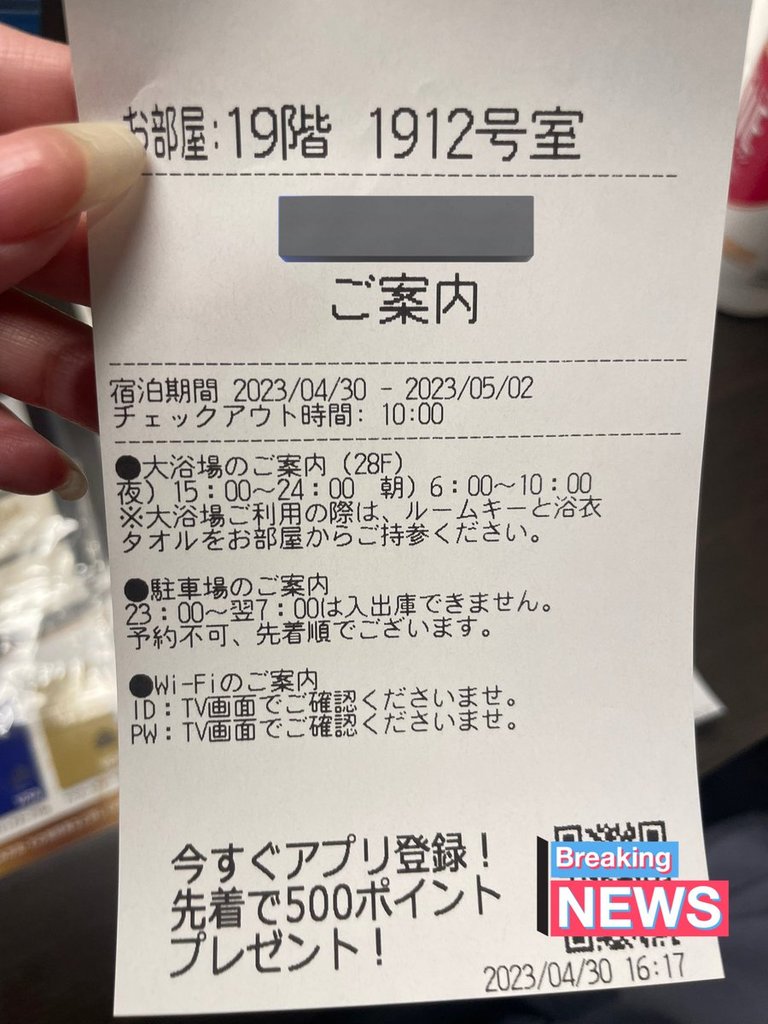 お部屋:19階 1912号室
ご案内
宿泊期間 2023/04/30 - 2023/05/02
チェックアウト時間: 10:00
●大浴場のご案内(28F)
夜)15:00~24:00 朝)6:00~10:00
※大浴場ご利用の際は、ルームキーと浴衣
タオルをお部屋からご持参ください。
●駐車場のご案内
23:00~翌7:00は入出庫できません。
予約不可、先着順でございます。
●Wi-Fiのご案内
ID:TV画面でご確認くださいませ。
PW:TV画面でご確認くださいませ。
今すぐアプリ登録!
先着で500ポイント
プレゼント!
Breaking
NEWS
2023/04/30 16:17